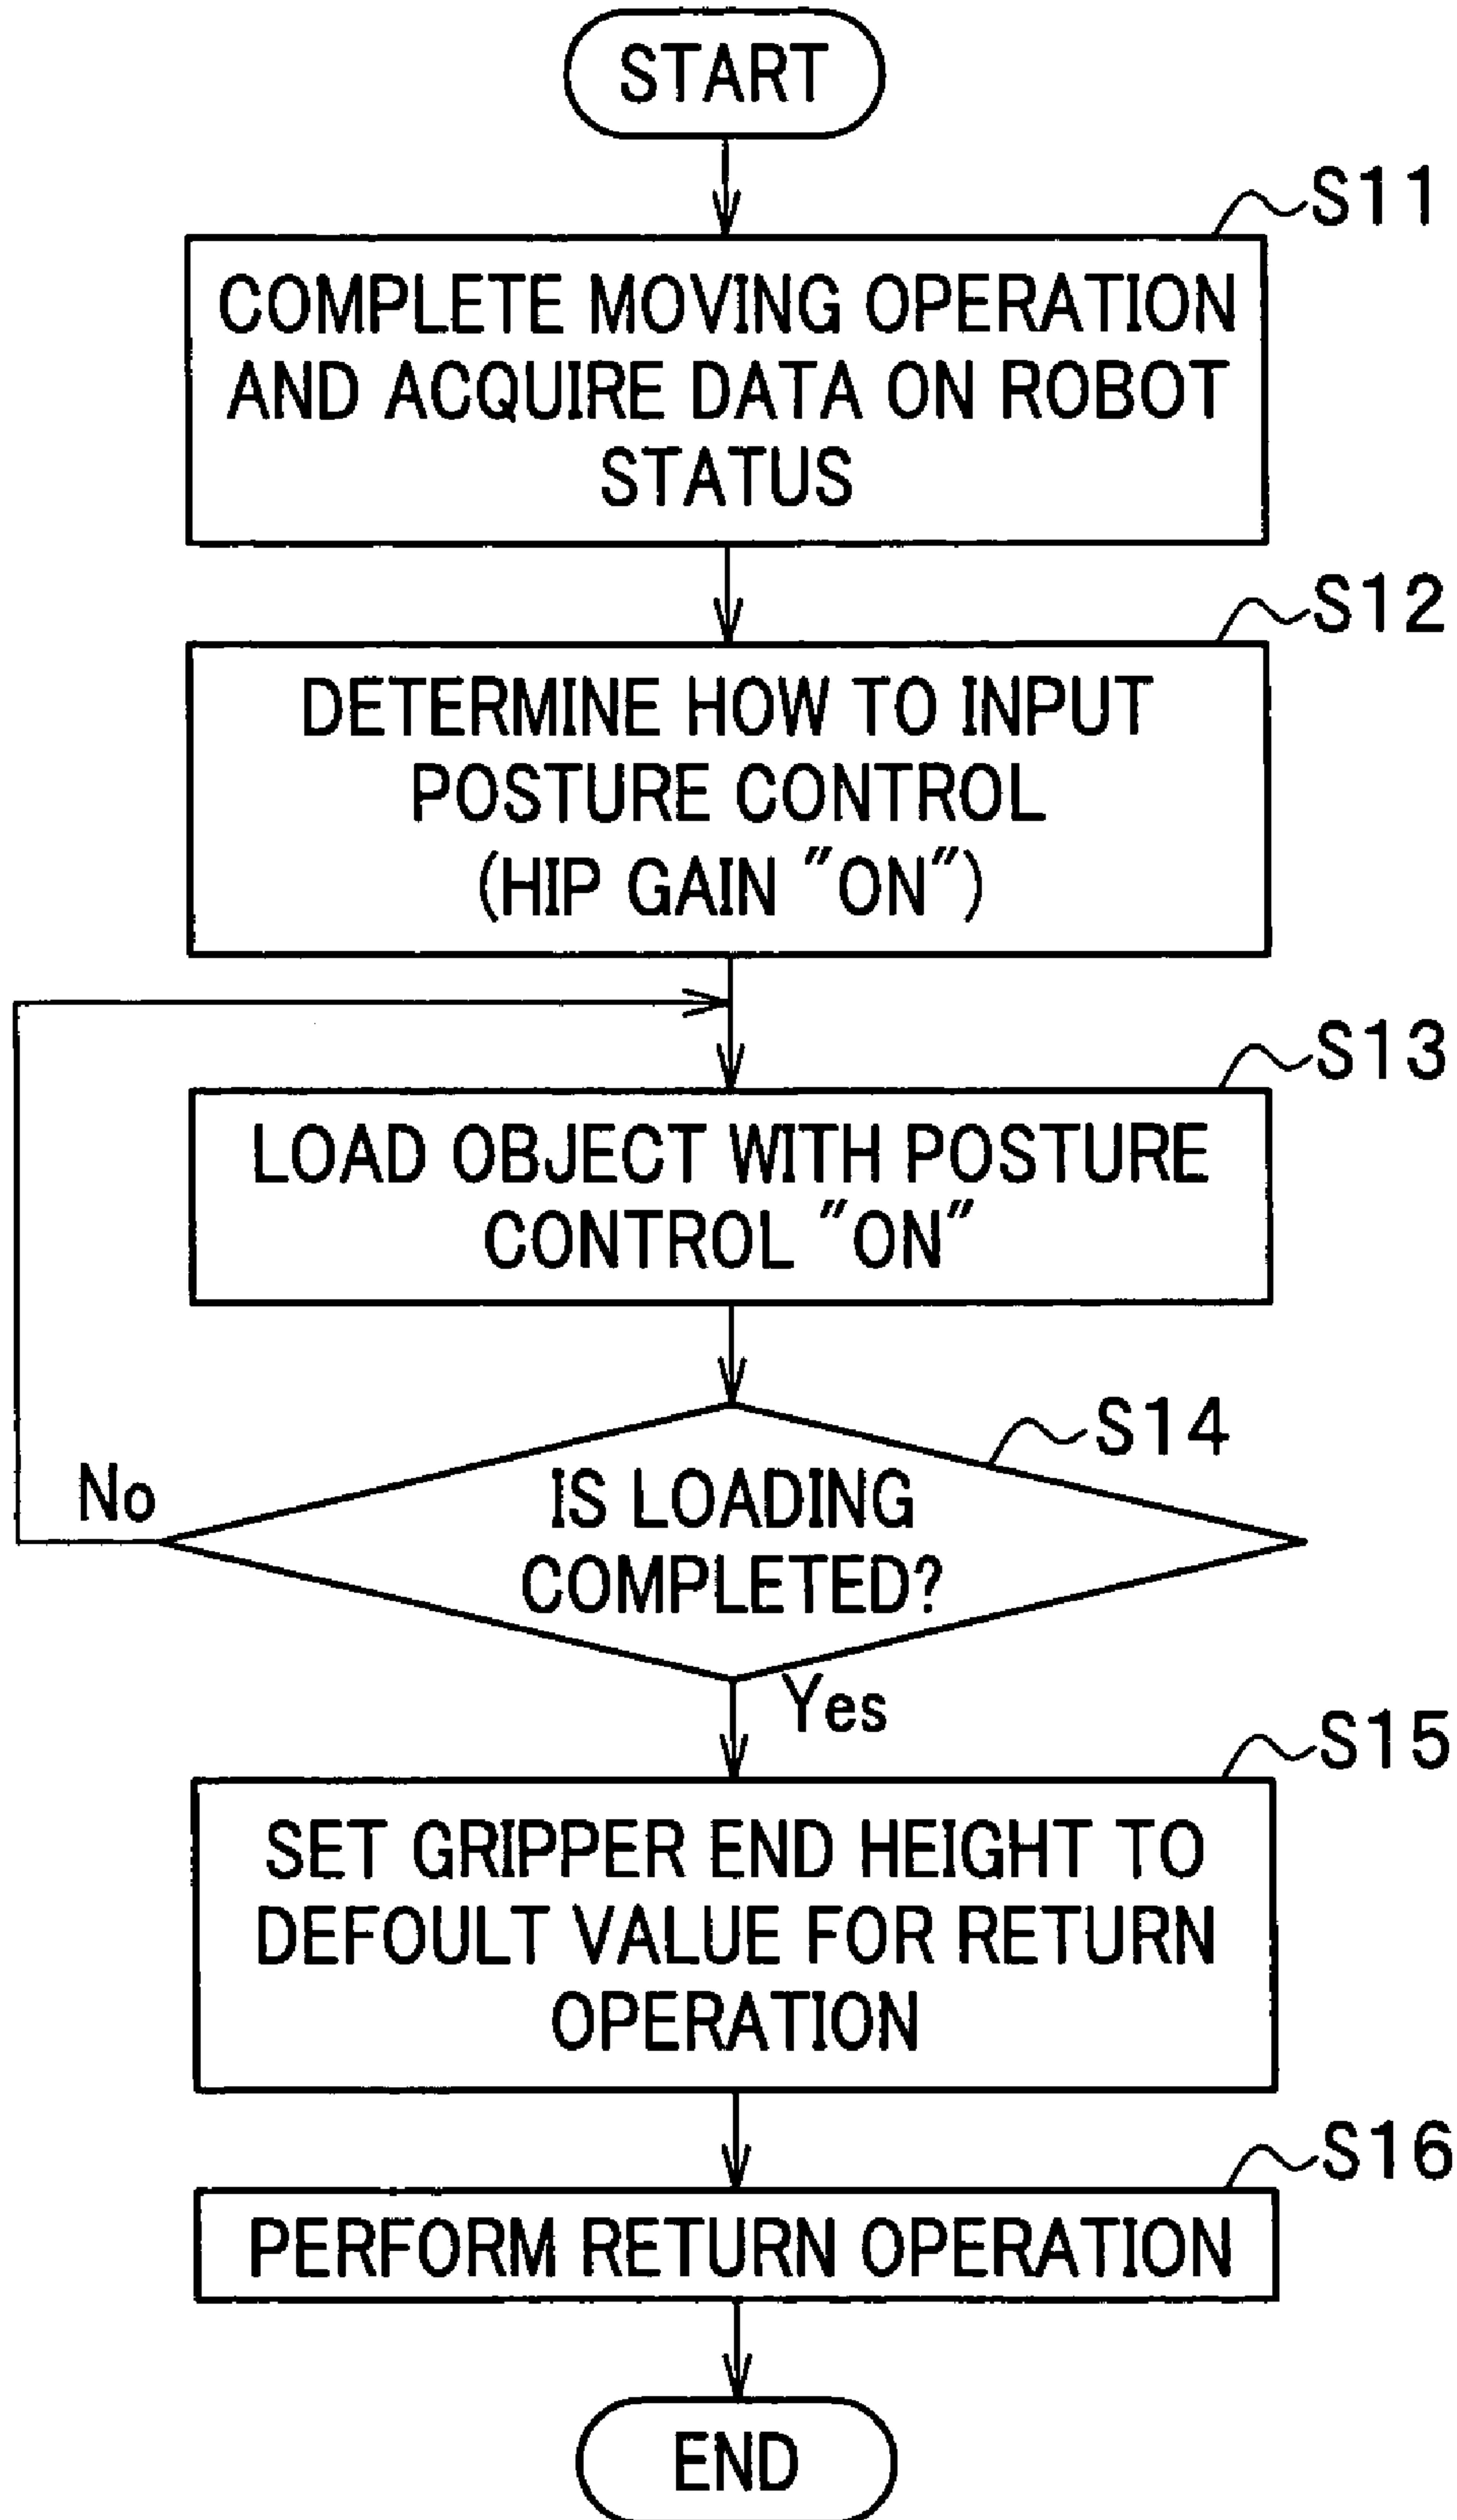 START
S11
COMPLETE MOVING OPERATION
AND ACQUIRE DATA ON ROBOT
STATUS
S12
DETERMINE HOW TO INPUT
POSTURE CONTROL
(HIP GAIN "ON")
S13
LOAD OBJECT WITH POSTURE
CONTROL "ON"
S14
IS LOADING
COMPLETED?
No
Yes
S15
SET GRIPPER END HEIGHT TO
DEFOULT VALUE FOR RETURN
OPERATION
S16
PERFORM RETURN OPERATION
END